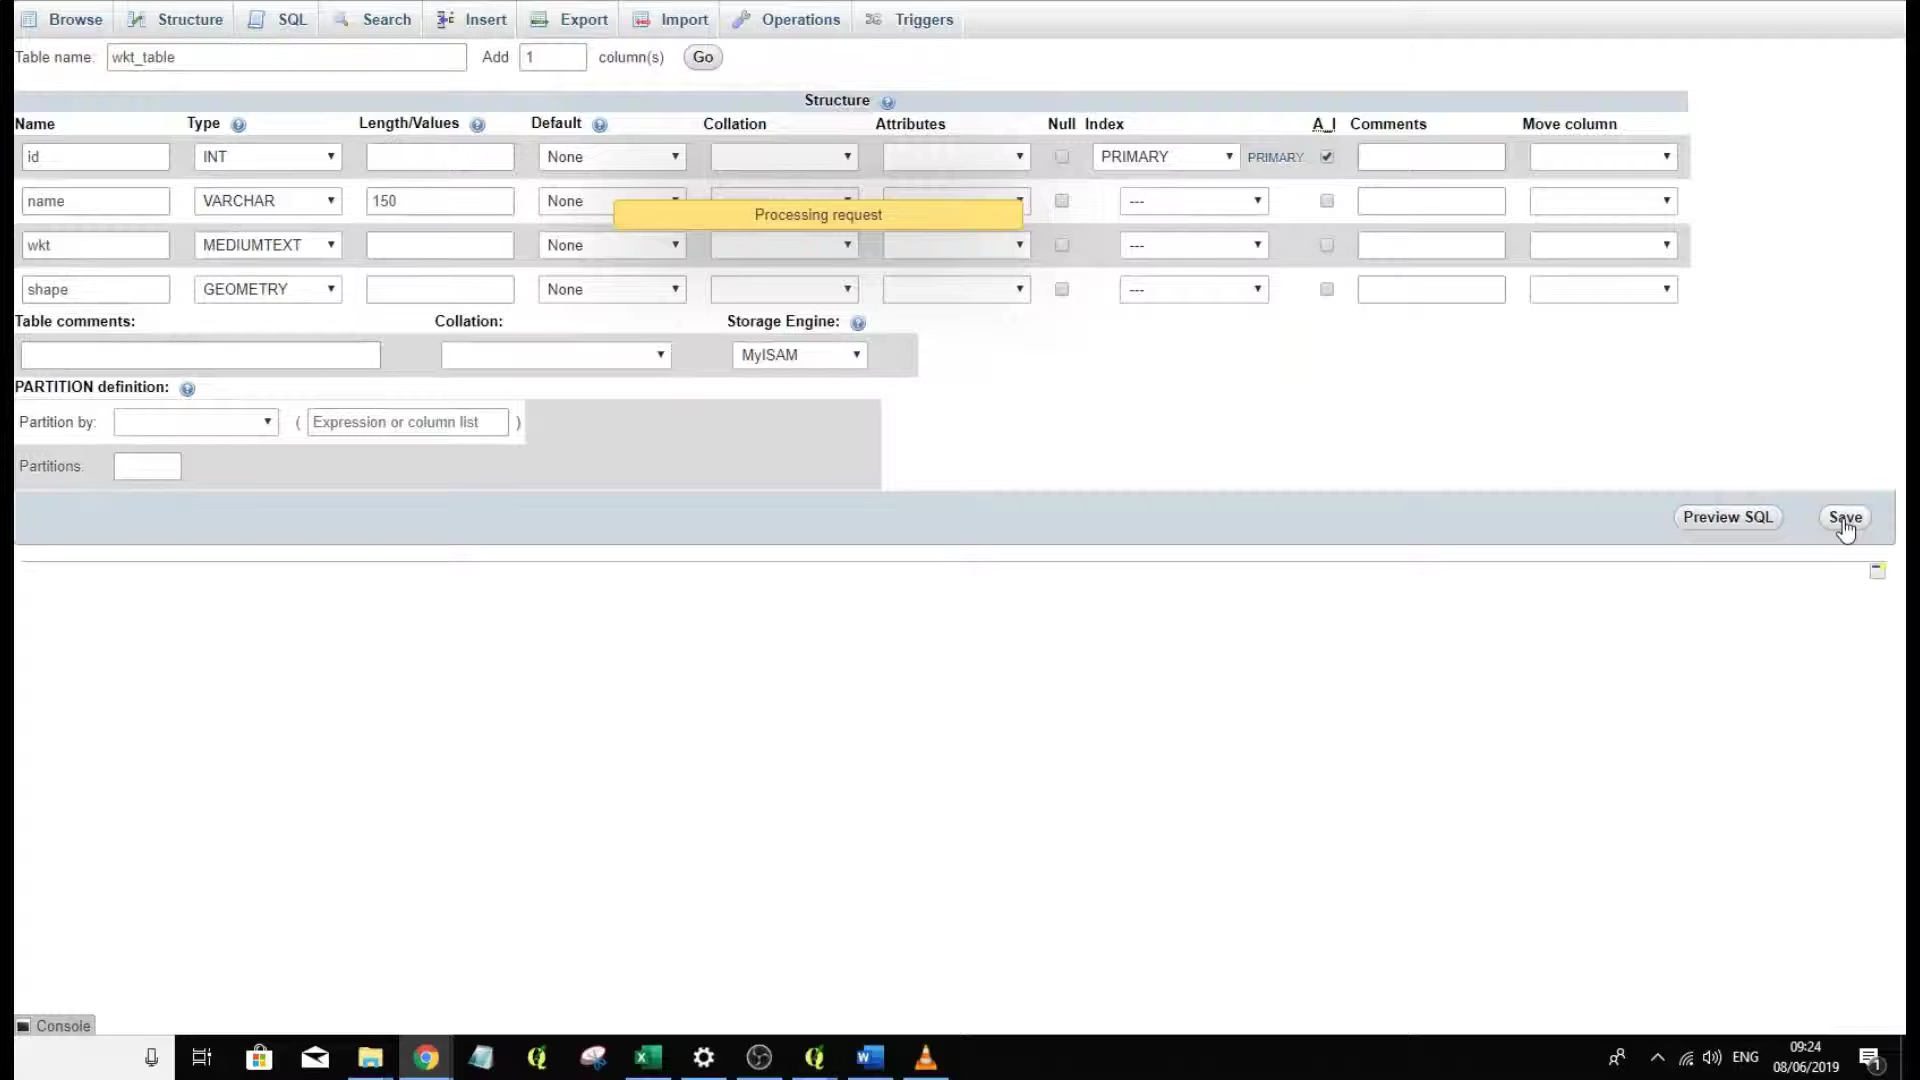 Browse Structure SQL Search Insert Export Import Operations Triggers
Table name: wkt_table Add 1 column(s) Go
Structure
Name Type Length/Values Default Collation Attributes Null Index A_I Comments Move column
id INT None PRIMARY PRIMARY
name VARCHAR 150 None ---
Processing request
wkt MEDIUMTEXT None ---
shape GEOMETRY None ---
Table comments: Collation: Storage Engine:
MyISAM
PARTITION definition:
Partition by: ( Expression or column list )
Partitions:
Preview SQL Save
Console
ENG 09:24
08/06/2019 1